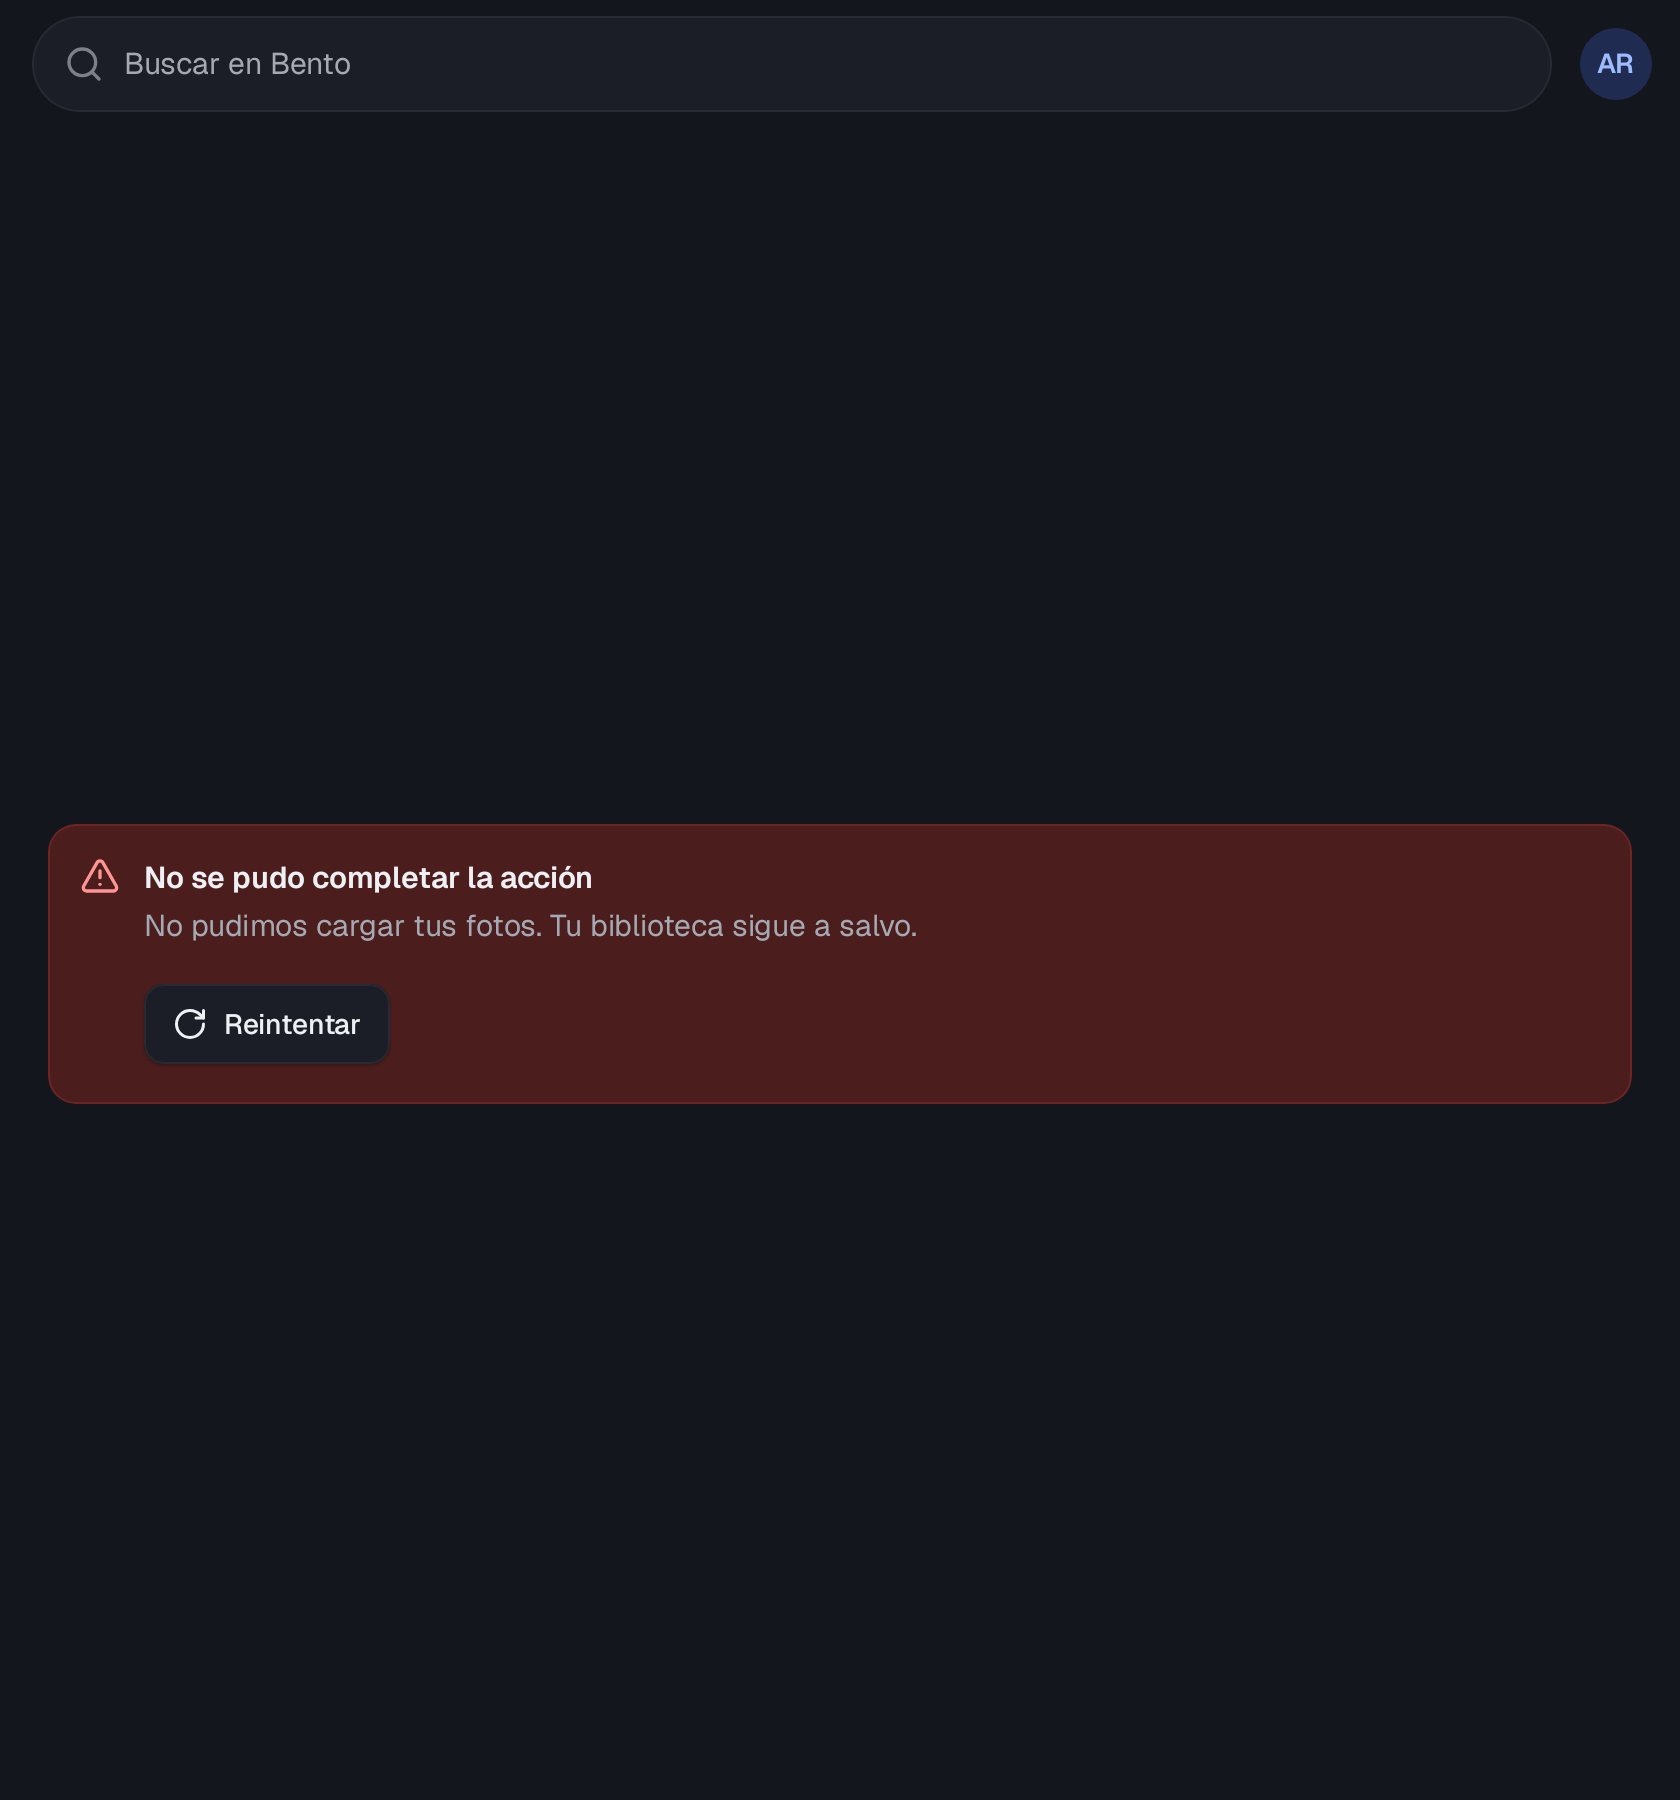 Buscar en Bento
AR
No se pudo completar la acción
No pudimos cargar tus fotos. Tu biblioteca sigue a salvo.
Reintentar